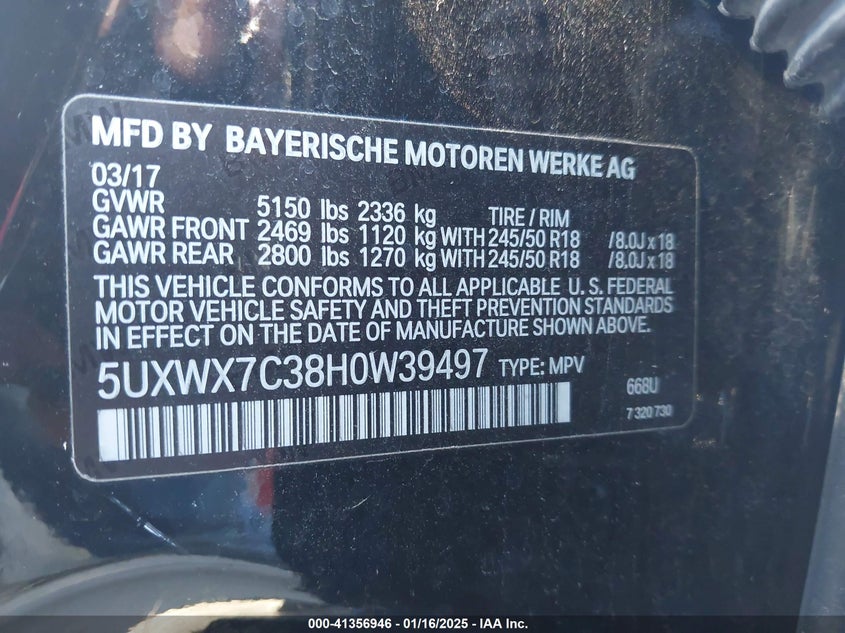 MFD BY BAYERISCHE MOTOREN WERKE AG
03/17
GVWR 5150 lbs 2336 kg TIRE / RIM
GAWR FRONT 2469 lbs 1120 kg WITH 245/50 R18 /8.0J x 18
GAWR REAR 2800 lbs 1270 kg WITH 245/50 R18 /8.0J x 18
THIS VEHICLE CONFORMS TO ALL APPLICABLE U. S. FEDERAL
MOTOR VEHICLE SAFETY AND THEFT PREVENTION STANDARDS
IN EFFECT ON THE DATE OF MANUFACTURE SHOWN ABOVE.
5UXWX7C38H0W39497 TYPE: MPV
668U
7 320 730
000-41356946 - 01/16/2025 - IAA Inc.